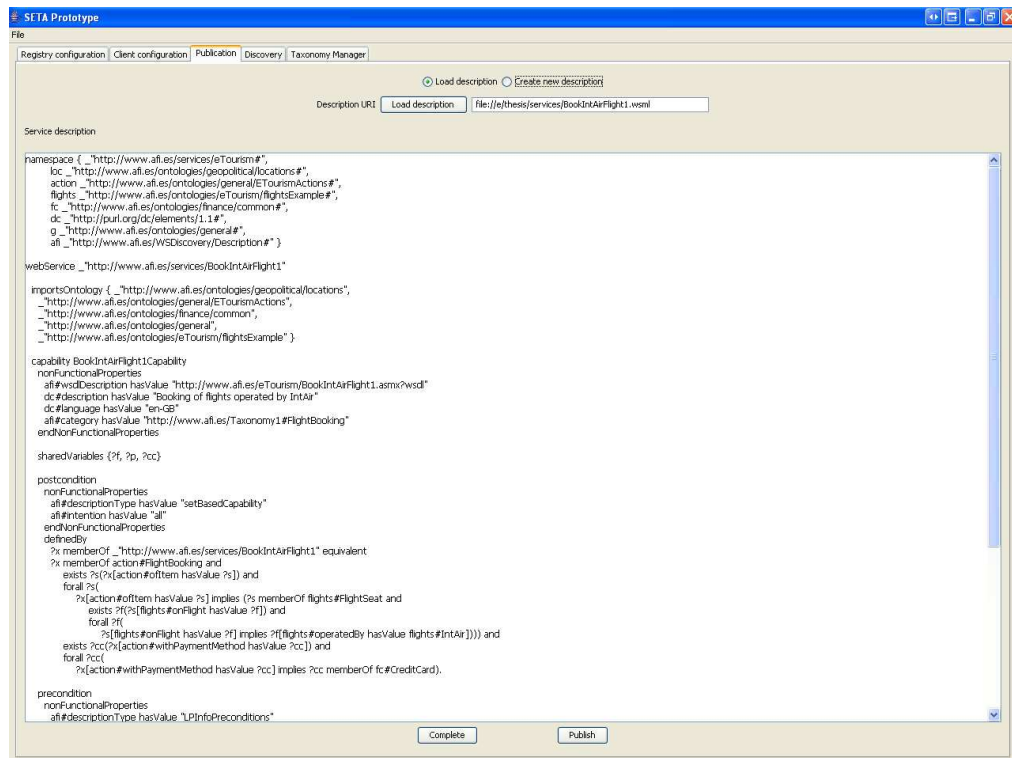 SETA Prototype
File
Registry configuration Client configuration Publication Discovery Taxonomy Manager
Load description Create new description
Description URI Load description file://e/thesis/services/BookIntAirFlight1.wsml
Service description
namespace { _"http://www.afi.es/services/eTourism#",
loc _"http://www.afi.es/ontologies/geopolitical/locations#",
action _"http://www.afi.es/ontologies/general/ETourismActions#",
flights _"http://www.afi.es/ontologies/eTourism/flightsExample#",
fc _"http://www.afi.es/ontologies/finance/common#",
dc _"http://purl.org/dc/elements/1.1#",
g _"http://www.afi.es/ontologies/general#",
afi _"http://www.afi.es/WSDiscovery/Description#" }
webService _"http://www.afi.es/services/BookIntAirFlight1"
importsOntology { _"http://www.afi.es/ontologies/geopolitical/locations",
_"http://www.afi.es/ontologies/general/ETourismActions",
_"http://www.afi.es/ontologies/finance/common",
_"http://www.afi.es/ontologies/general",
_"http://www.afi.es/ontologies/eTourism/flightsExample" }
capability BookIntAirFlight1Capability
nonFunctionalProperties
afi#wsdlDescription hasValue "http://www.afi.es/eTourism/BookIntAirFlight1.asmx?wsdl"
dc#description hasValue "Booking of flights operated by IntAir"
dc#language hasValue "en-GB"
afi#category hasValue "http://www.afi.es/Taxonomy1#FlightBooking"
endNonFunctionalProperties
sharedVariables {?f, ?p, ?cc}
postcondition
nonFunctionalProperties
afi#descriptionType hasValue "setBasedCapability"
afi#intention hasValue "all"
endNonFunctionalProperties
definedBy
?x memberOf _"http://www.afi.es/services/BookIntAirFlight1" equivalent
?x memberOf action#FlightBooking and
exists ?s(?x[action#ofItem hasValue ?s]) and
forall ?s(
?x[action#ofItem hasValue ?s] implies (?s memberOf flights#FlightSeat and
exists ?f(?s[flights#onFlight hasValue ?f]) and
forall ?f(
?s[flights#onFlight hasValue ?f] implies ?f[flights#operatedBy hasValue flights#IntAir]))) and
exists ?cc(?x[action#withPaymentMethod hasValue ?cc]) and
forall ?cc(
?x[action#withPaymentMethod hasValue ?cc] implies ?cc memberOf fc#CreditCard).
precondition
nonFunctionalProperties
afi#descriptionType hasValue "LPInfoPreconditions"
Complete Publish